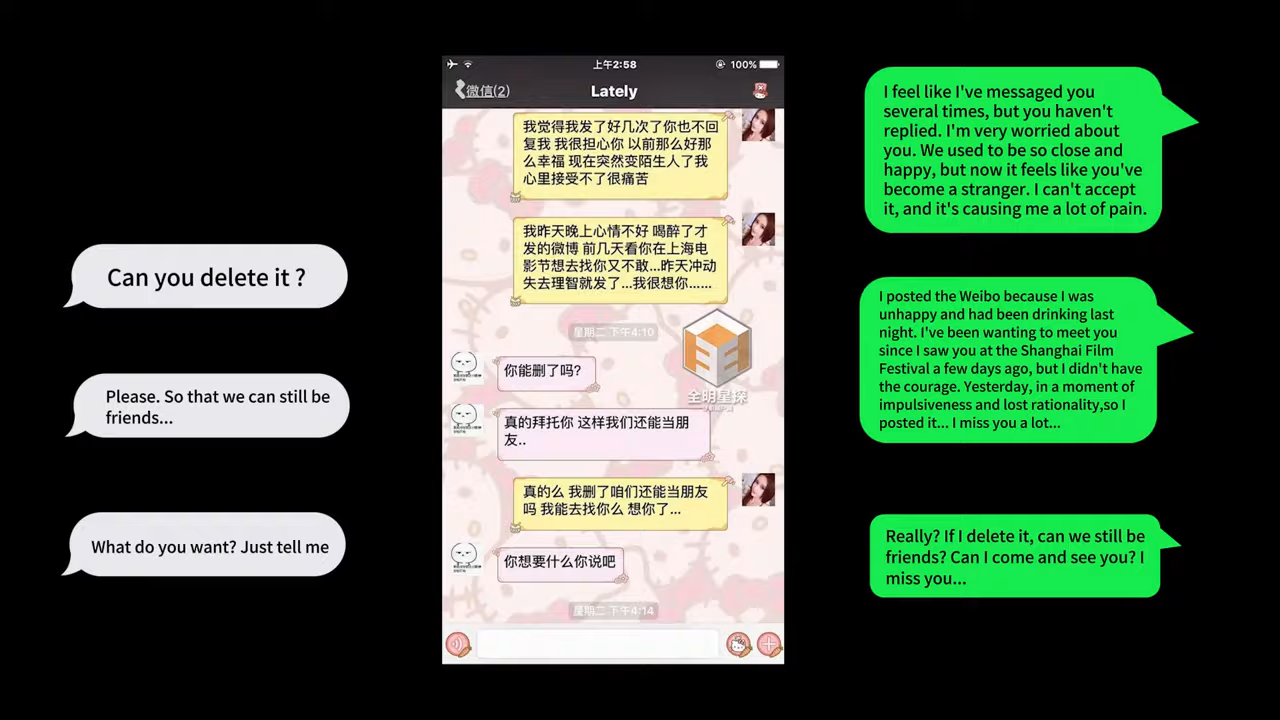 上午2:58
100%
微信(2)
Lately
我觉得我发了好几次了你也不回
复我 我很担心你 以前那么好那
么幸福 现在突然变陌生人了我
心里接受不了很痛苦
我昨天晚上心情不好 喝醉了才
发的微博 前几天看你在上海电
影节想去找你又不敢...昨天冲动
失去理智就发了...我很想你......
星期二 下午4:10
你能删了吗?
全明星探
真的拜托你 这样我们还能当朋
友..
真的么 我删了咱们还能当朋友
吗 我能去找你么 想你了...
你想要什么你说吧
星期二 下午4:14
Can you delete it ?
Please. So that we can still be
friends...
What do you want? Just tell me
I feel like I've messaged you
several times, but you haven't
replied. I'm very worried about
you. We used to be so close and
happy, but now it feels like you've
become a stranger. I can't accept
it, and it's causing me a lot of pain.
I posted the Weibo because I was
unhappy and had been drinking last
night. I've been wanting to meet you
since I saw you at the Shanghai Film
Festival a few days ago, but I didn't have
the courage. Yesterday, in a moment of
impulsiveness and lost rationality,so I
posted it... I miss you a lot...
Really? If I delete it, can we still be
friends? Can I come and see you? I
miss you...